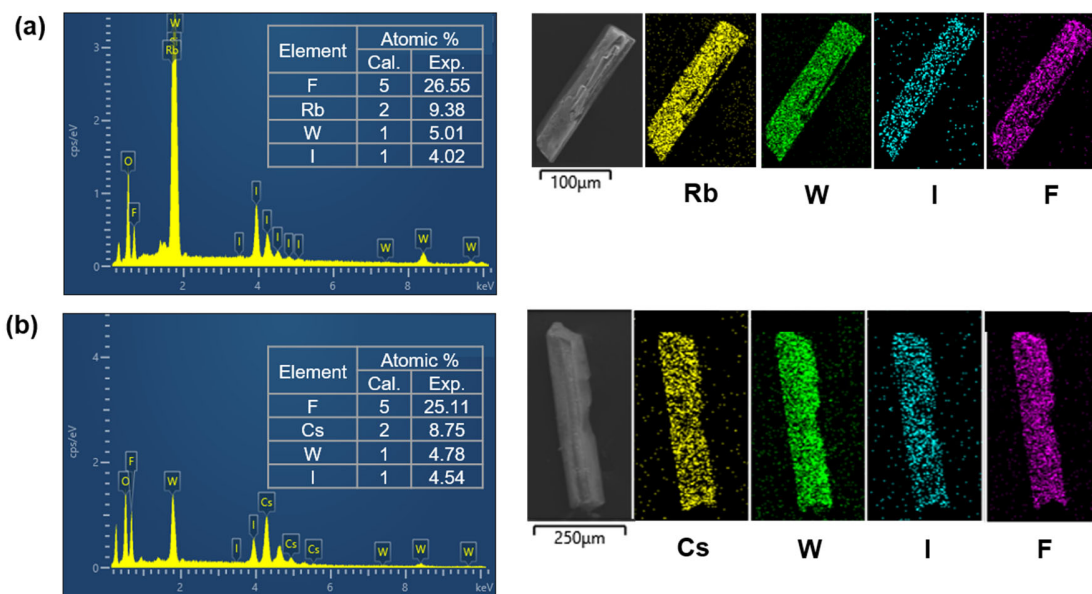 (a)
cps/eV
3
2
1
0
W
Rb
O
F
I
I
I
I
I
W
W
W
2
4
6
8
keV
Element Atomic %
Cal. Exp.
F 5 26.55
Rb 2 9.38
W 1 5.01
I 1 4.02
100μm
Rb W I F
(b)
cps/eV
4
2
0
F
O
W
I
I
Cs
Cs
Cs
W
W
W
2
4
6
8
keV
Element Atomic %
Cal. Exp.
F 5 25.11
Cs 2 8.75
W 1 4.78
I 1 4.54
250μm
Cs W I F